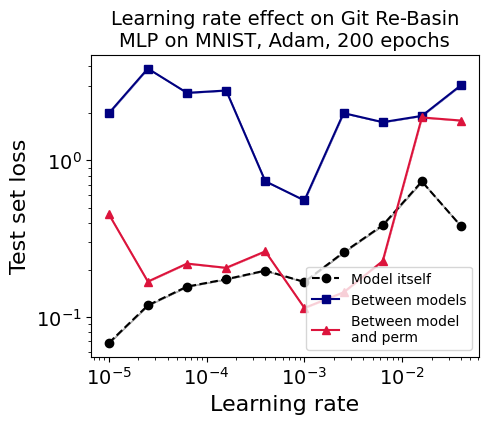 Learning rate effect on Git Re-Basin
MLP on MNIST, Adam, 200 epochs
Test set loss
10^0
10^-1
Model itself
Between models
Between model
and perm
10^-5
10^-4
10^-3
10^-2
Learning rate